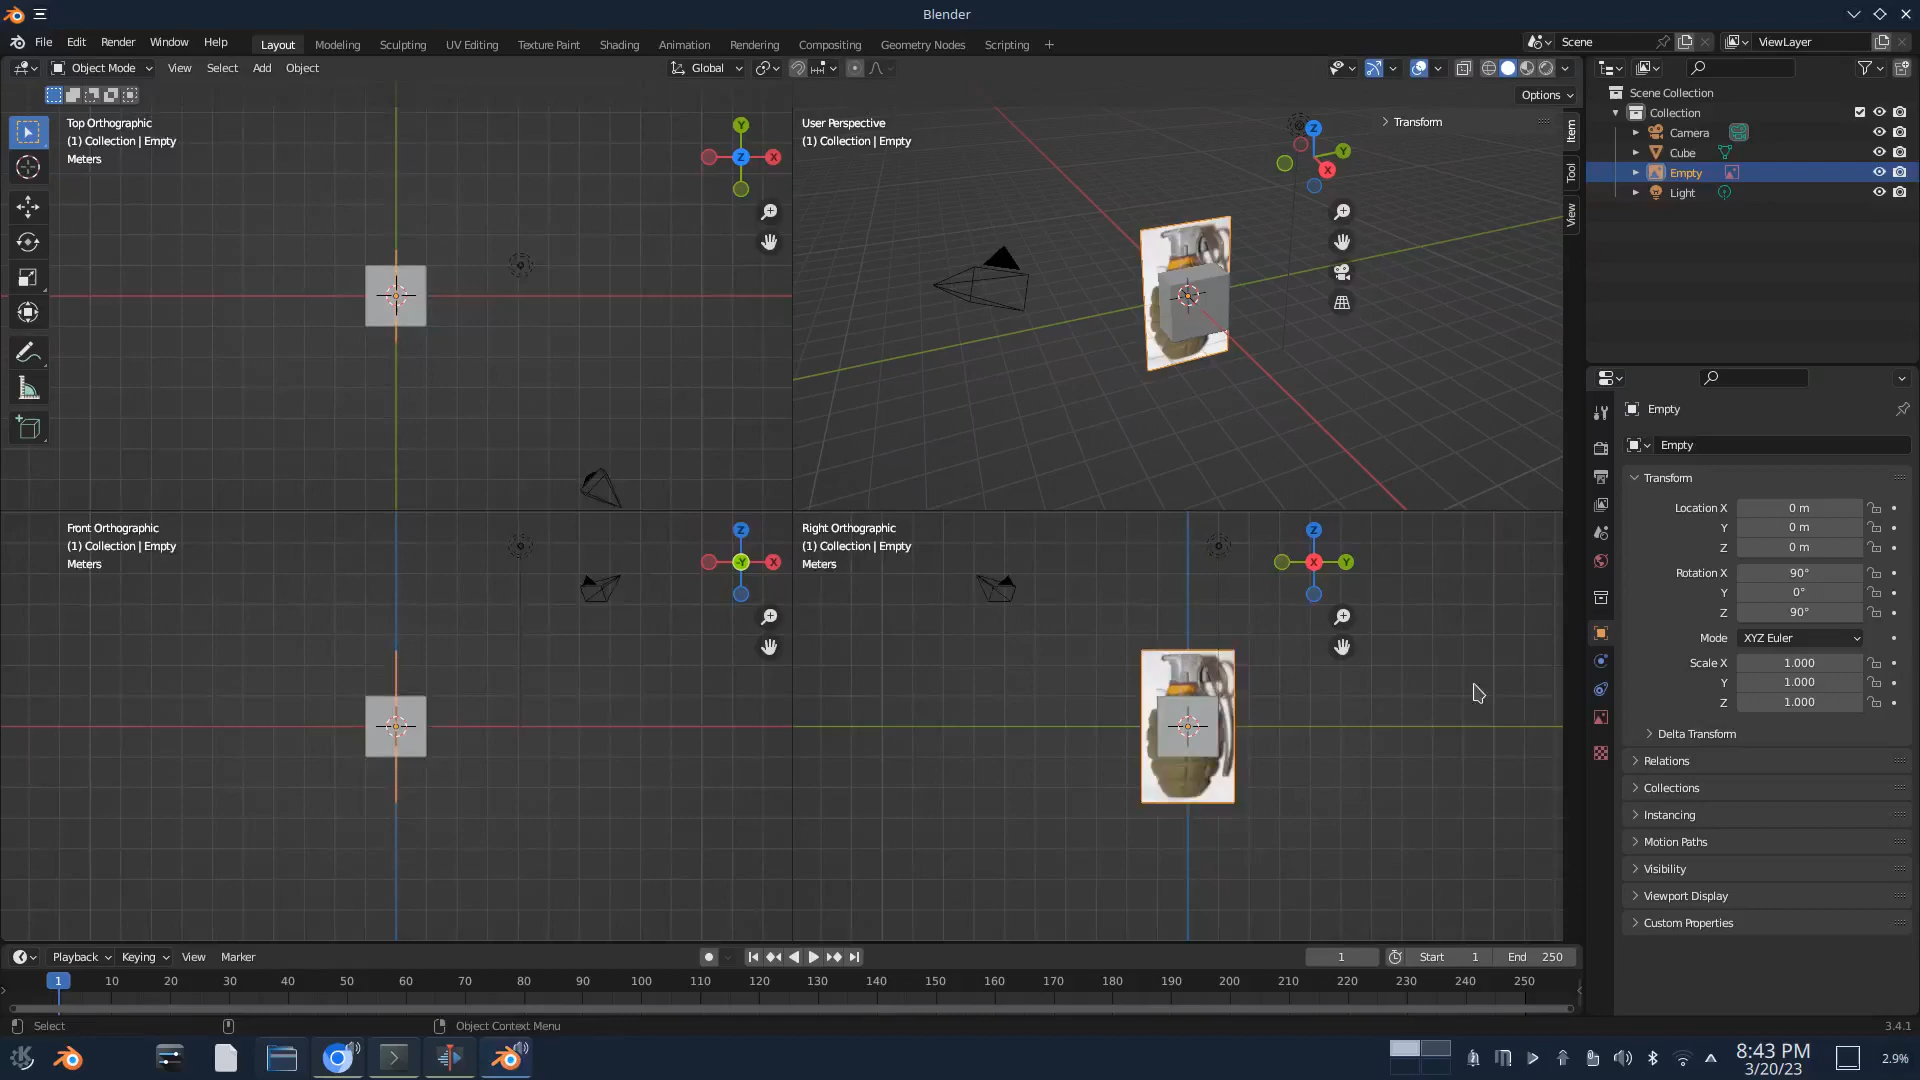 Blender
File Edit Render Window Help
Layout Modeling Sculpting UV Editing Texture Paint Shading Animation Rendering Compositing Geometry Nodes Scripting +
Scene
ViewLayer
Object Mode View Select Add Object
Global
Options
Top Orthographic
(1) Collection | Empty
Meters
Y
Z
X
User Perspective
(1) Collection | Empty
Z
Y
X
Transform
Item
Tool
View
Front Orthographic
(1) Collection | Empty
Meters
Z
-Y
X
Right Orthographic
(1) Collection | Empty
Meters
Z
X
Y
Scene Collection
Collection
Camera
Cube
Empty
Light
Empty
Empty
Transform
Location X 0 m
Y 0 m
Z 0 m
Rotation X 90°
Y 0°
Z 90°
Mode XYZ Euler
Scale X 1.000
Y 1.000
Z 1.000
Delta Transform
Relations
Collections
Instancing
Motion Paths
Visibility
Viewport Display
Custom Properties
Playback Keying View Marker
1 Start 1 End 250
1 10 20 30 40 50 60 70 80 90 100 110 120 130 140 150 160 170 180 190 200 210 220 230 240 250
Select
Object Context Menu
3.4.1
8:43 PM
3/20/23
2.9%